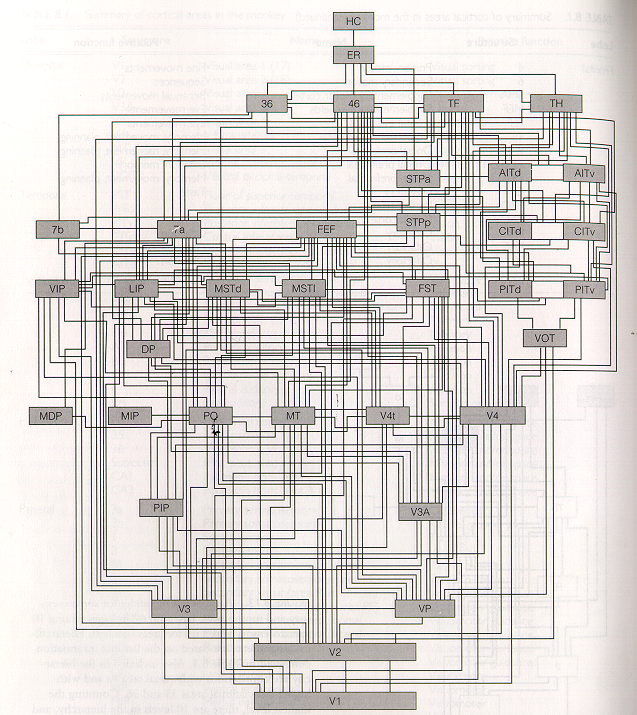 HC
ER
36 46 TF TH
STPa AITd AITv
7b 7a FEF STPp CITd CITv
VIP LIP MSTd MSTl FST PITd PITv
DP VOT
MDP MIP PO MT V4t V4
PIP V3A
V3 VP
V2
V1